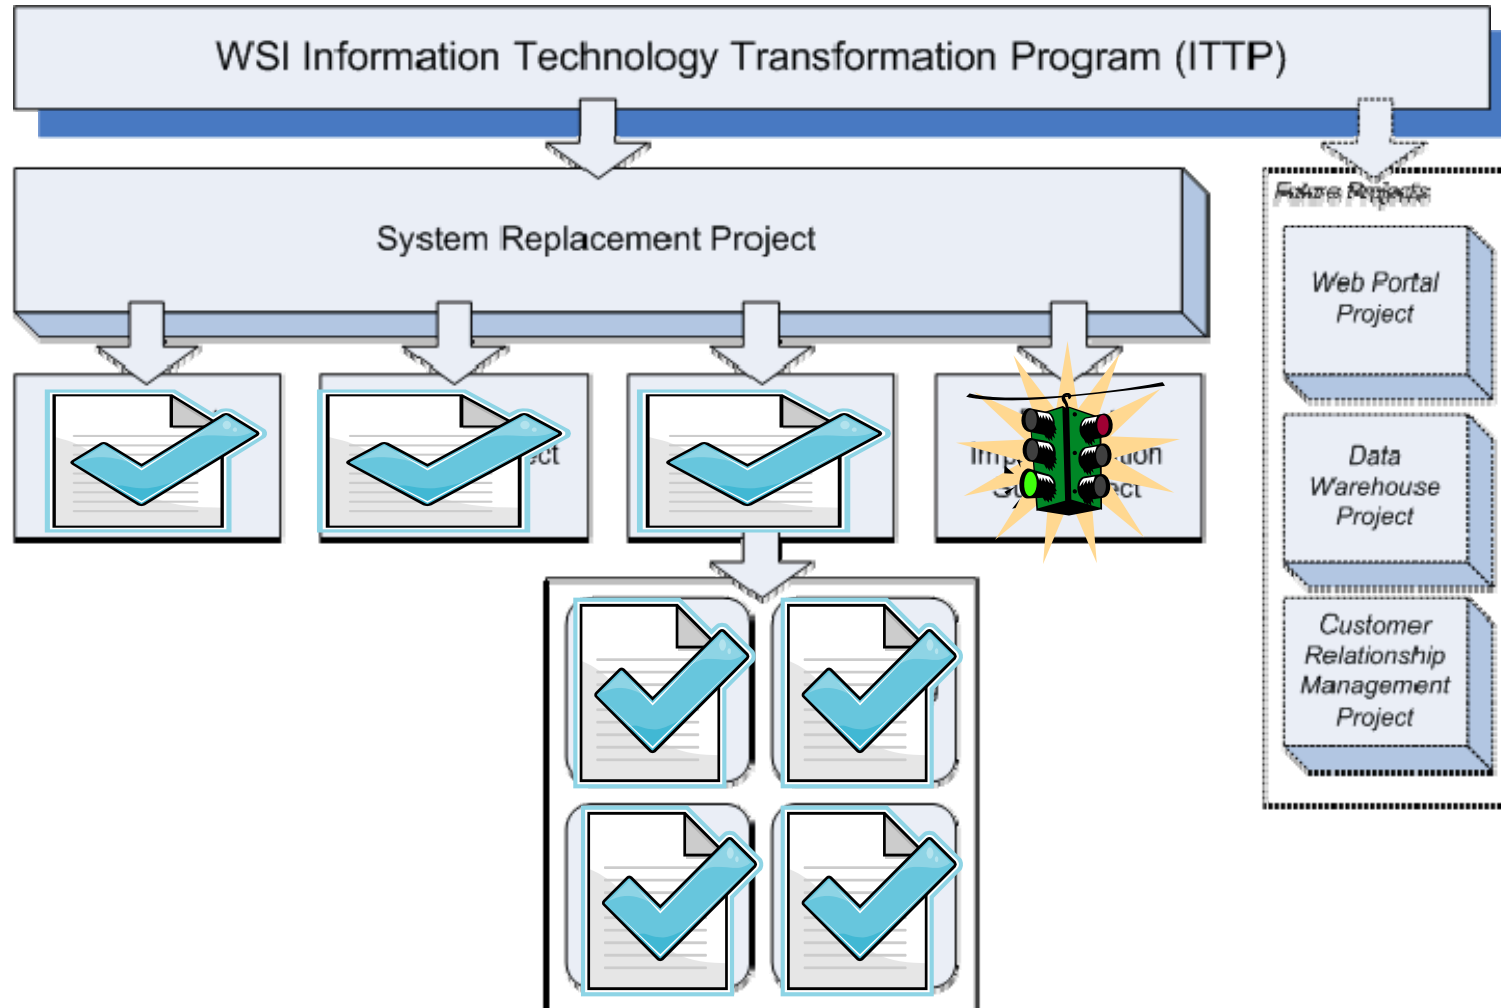 WSI Information Technology Transformation Program (ITTP)
System Replacement Project
Future Projects
Web Portal
Project
Data
Warehouse
Project
Customer
Relationship
Management
Project